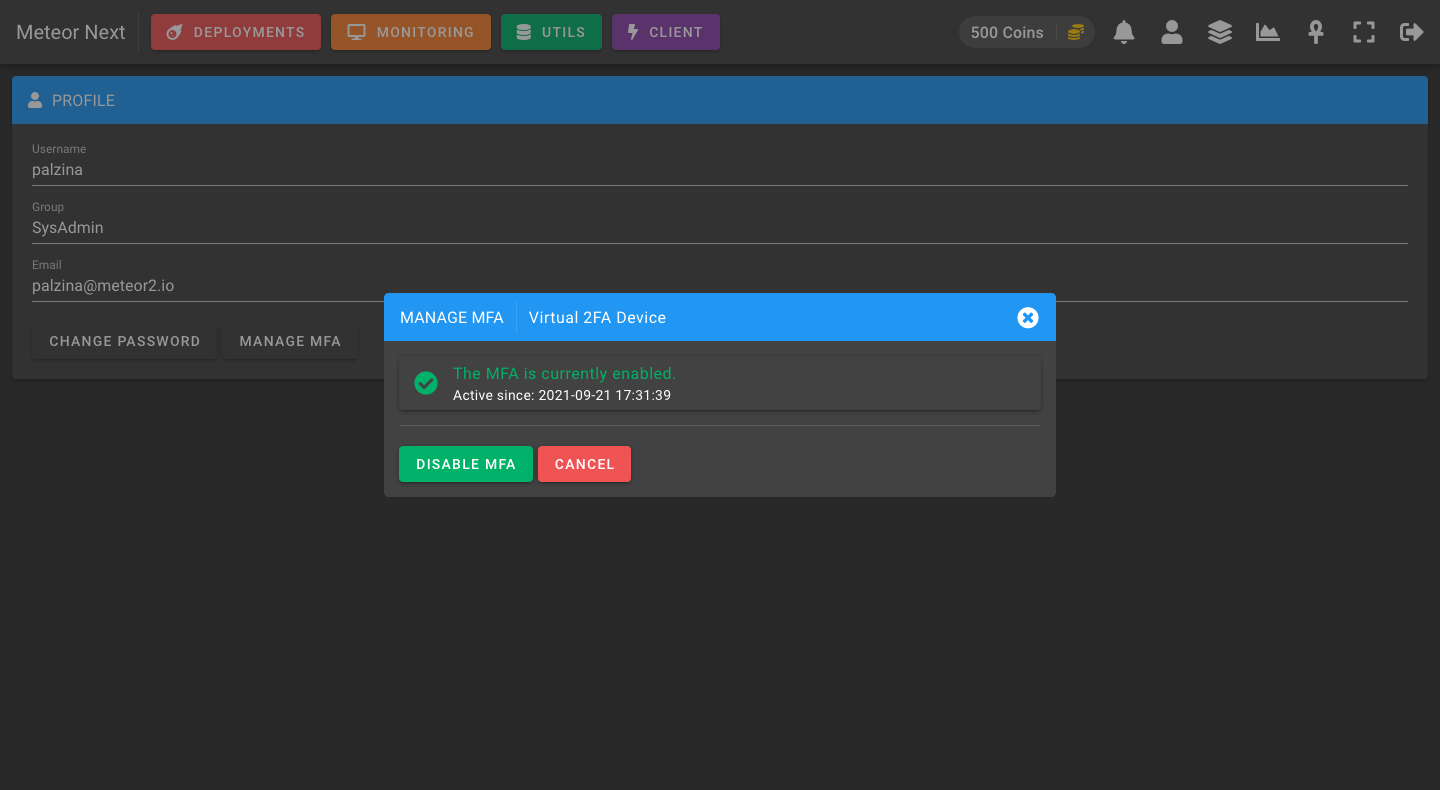 Meteor Next
DEPLOYMENTS
MONITORING
UTILS
CLIENT
500 Coins
PROFILE
Username
palzina
Group
SysAdmin
Email
palzina@meteor2.io
CHANGE PASSWORD
MANAGE MFA
MANAGE MFA
Virtual 2FA Device
The MFA is currently enabled.
Active since: 2021-09-21 17:31:39
DISABLE MFA
CANCEL